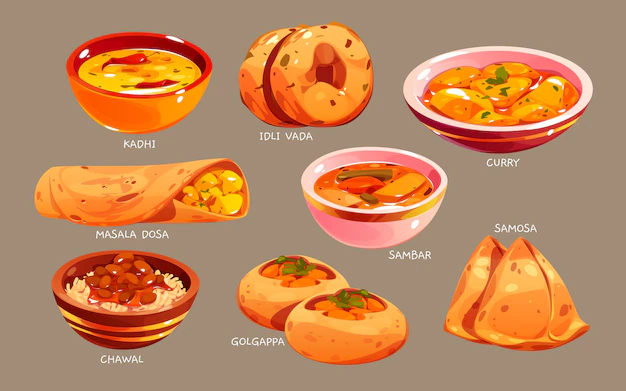 KADHI
IDLI VADA
CURRY
MASALA DOSA
SAMBAR
SAMOSA
CHAWAL
GOLGAPPA